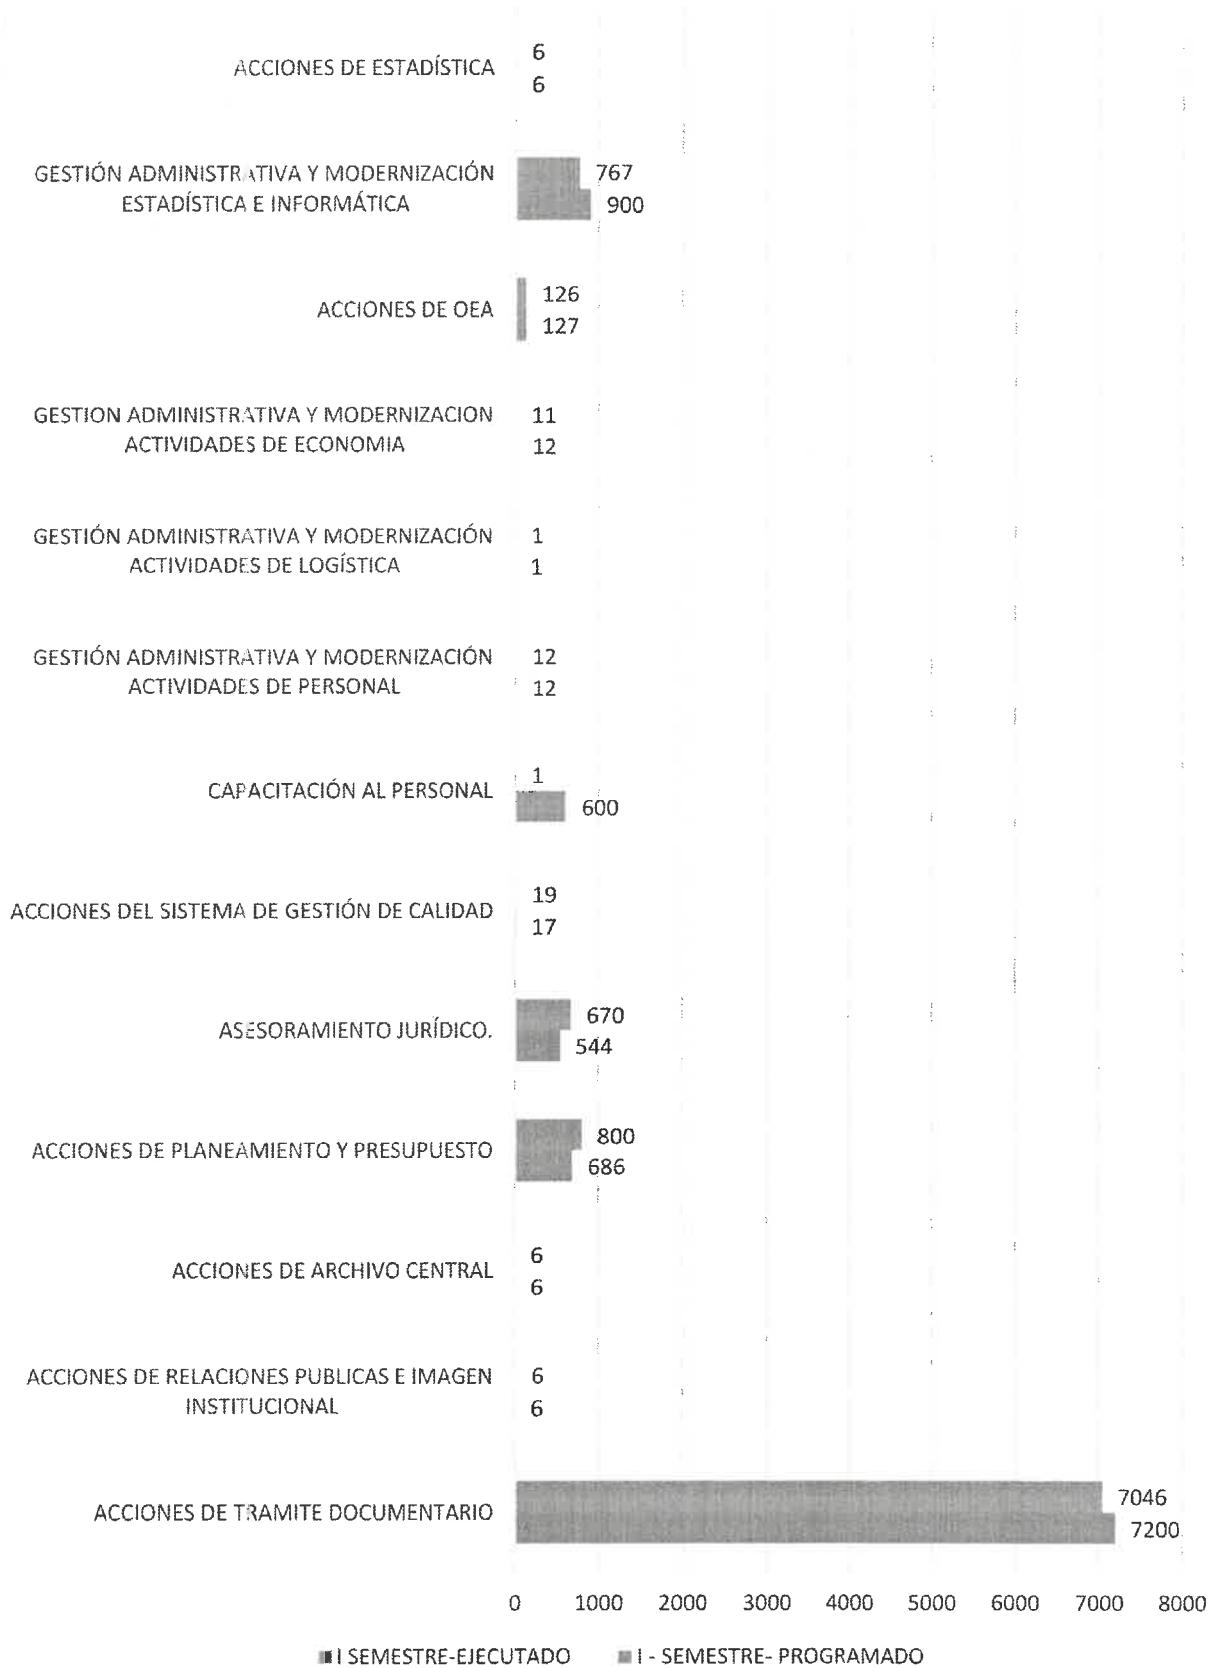 ACCIONES DE ESTADÍSTICA
6
6
GESTIÓN ADMINISTRATIVA Y MODERNIZACIÓN
ESTADÍSTICA E INFORMÁTICA
767
900
ACCIONES DE OEA
126
127
GESTION ADMINISTRATIVA Y MODERNIZACION
ACTIVIDADES DE ECONOMIA
11
12
GESTIÓN ADMINISTRATIVA Y MODERNIZACIÓN
ACTIVIDADES DE LOGÍSTICA
1
1
GESTIÓN ADMINISTRATIVA Y MODERNIZACIÓN
ACTIVIDADES DE PERSONAL
12
12
CAPACITACIÓN AL PERSONAL
1
600
ACCIONES DEL SISTEMA DE GESTIÓN DE CALIDAD
19
17
ASESORAMIENTO JURÍDICO.
670
544
ACCIONES DE PLANEAMIENTO Y PRESUPUESTO
800
686
ACCIONES DE ARCHIVO CENTRAL
6
6
ACCIONES DE RELACIONES PUBLICAS E IMAGEN
INSTITUCIONAL
6
6
ACCIONES DE TRAMITE DOCUMENTARIO
7046
7200
0 1000 2000 3000 4000 5000 6000 7000 8000
I SEMESTRE-EJECUTADO I - SEMESTRE- PROGRAMADO